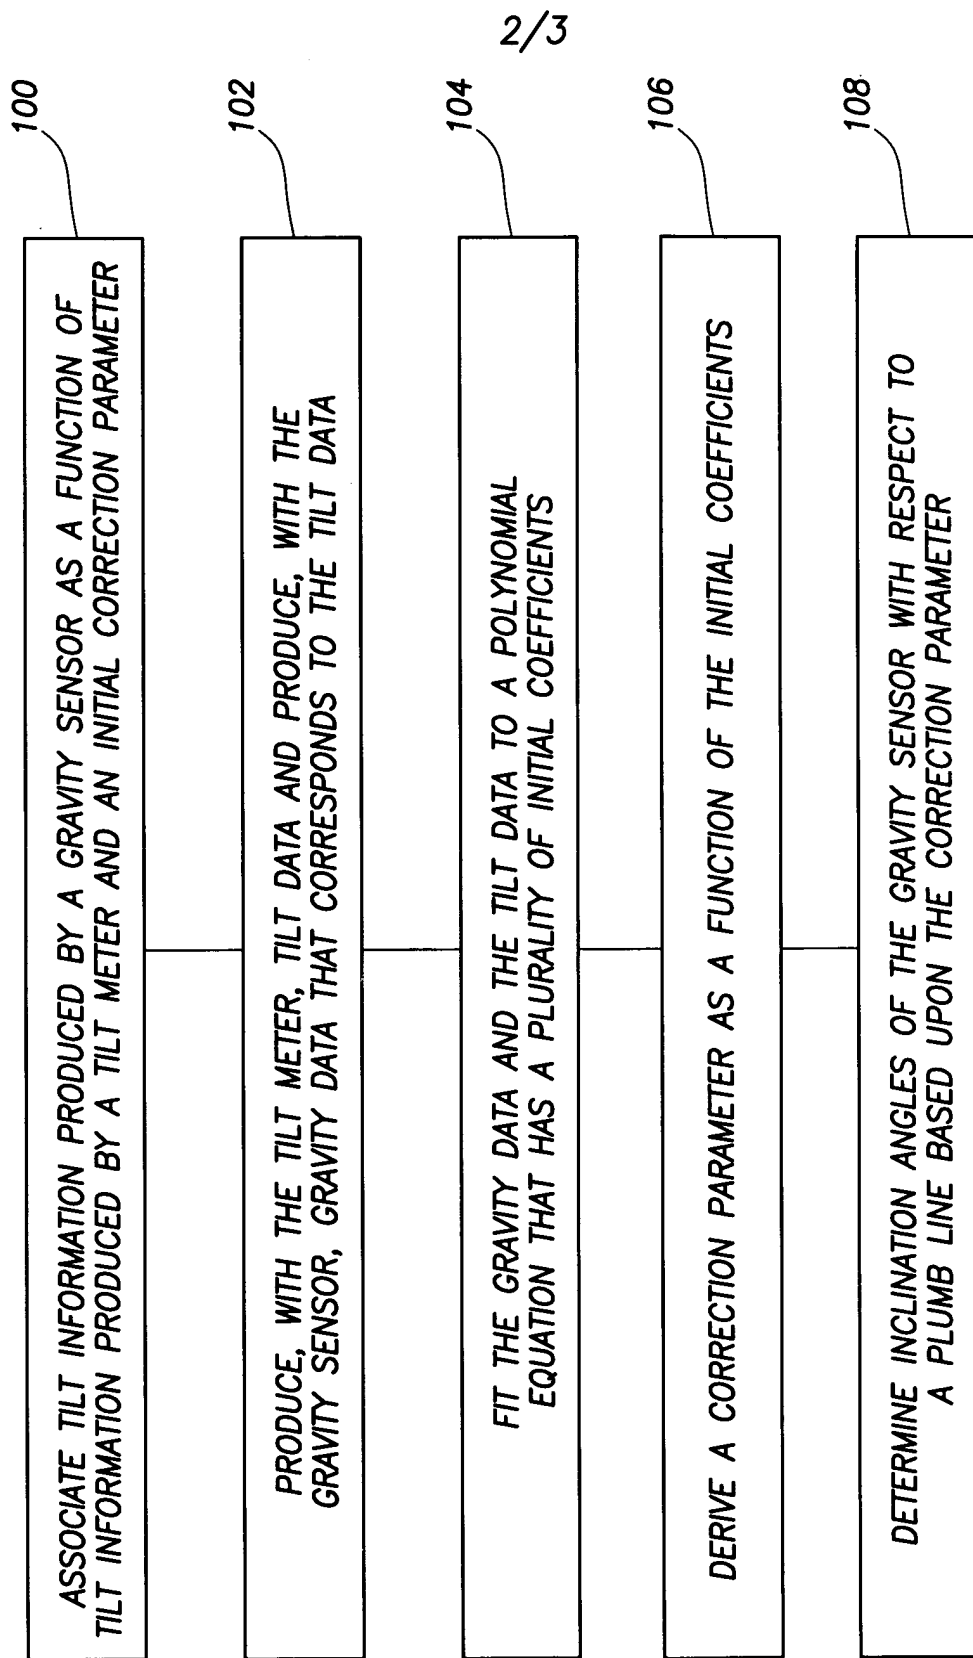 2/3
100
ASSOCIATE TILT INFORMATION PRODUCED BY A GRAVITY SENSOR AS A FUNCTION OF
TILT INFORMATION PRODUCED BY A TILT METER AND AN INITIAL CORRECTION PARAMETER
102
PRODUCE, WITH THE TILT METER, TILT DATA AND PRODUCE, WITH THE
GRAVITY SENSOR, GRAVITY DATA THAT CORRESPONDS TO THE TILT DATA
104
FIT THE GRAVITY DATA AND THE TILT DATA TO A POLYNOMIAL
EQUATION THAT HAS A PLURALITY OF INITIAL COEFFICIENTS
106
DERIVE A CORRECTION PARAMETER AS A FUNCTION OF THE INITIAL COEFFICIENTS
108
DETERMINE INCLINATION ANGLES OF THE GRAVITY SENSOR WITH RESPECT TO
A PLUMB LINE BASED UPON THE CORRECTION PARAMETER